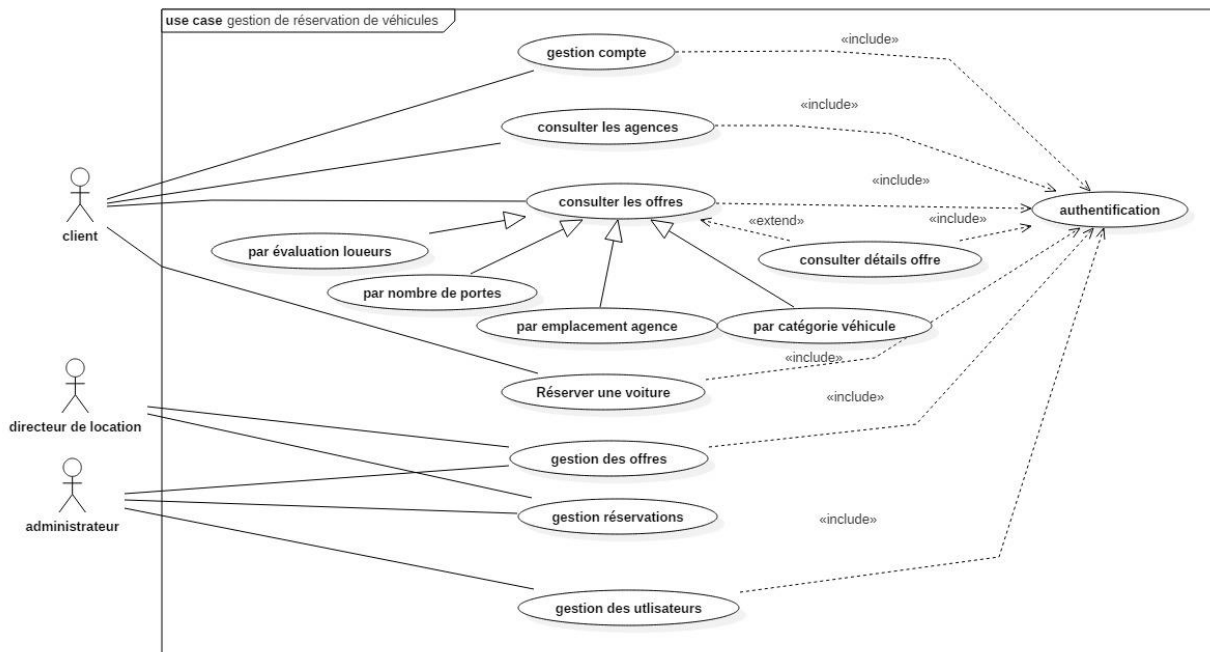 use case gestion de réservation de véhicules
gestion compte
«include»
consulter les agences
«include»
client
consulter les offres
«include»
authentification
«extend»
«include»
par évaluation loueurs
consulter détails offre
par nombre de portes
par emplacement agence
par catégorie véhicule
«include»
Réserver une voiture
«include»
directeur de location
gestion des offres
administrateur
gestion réservations
«include»
gestion des utlisateurs